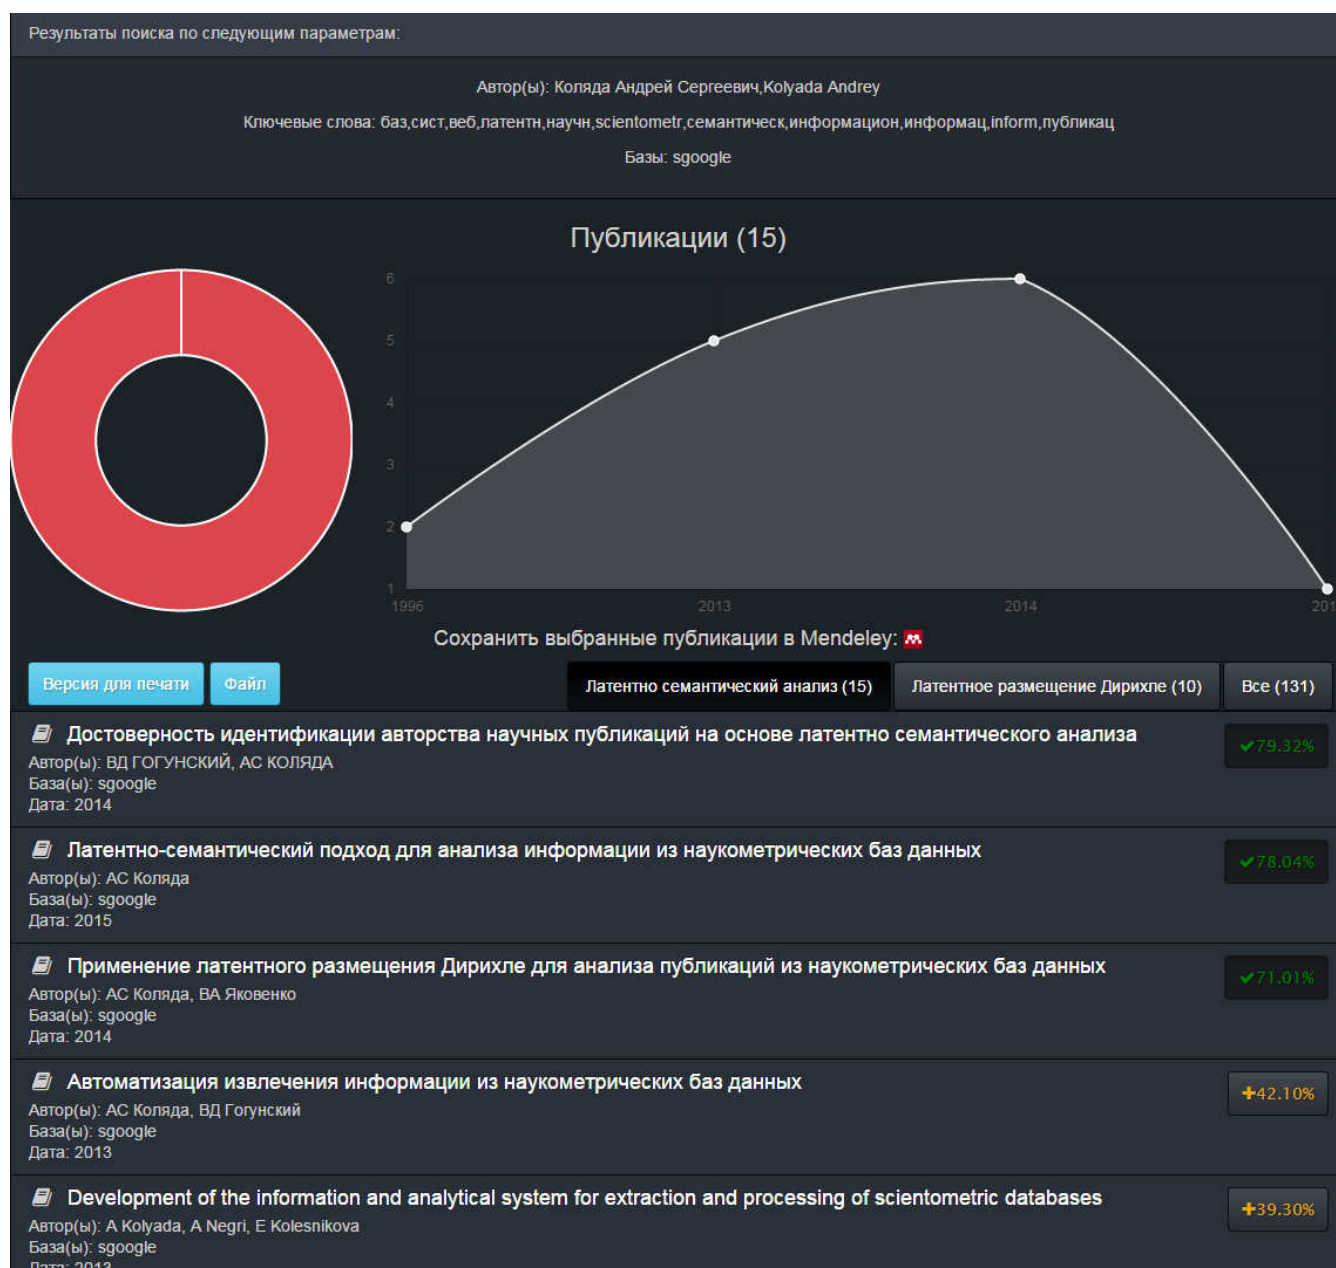 Результаты поиска по следующим параметрам:
Автор(ы): Коляда Андрей Сергеевич,Kolyada Andrey
Ключевые слова: баз,сист,веб,латентн,научн,scientometr,семантическ,информацион,информац,inform,публикац
Базы: sgoogle
Публикации (15)
6
5
4
3
2
1
1996 2013 2014 201
Сохранить выбранные публикации в Mendeley:
Версия для печати Файл Латентно семантический анализ (15) Латентное размещение Дирихле (10) Все (131)
Достоверность идентификации авторства научных публикаций на основе латентно семантического анализа
79.32%
Автор(ы): ВД ГОГУНСКИЙ, АС КОЛЯДА
База(ы): sgoogle
Дата: 2014
Латентно-семантический подход для анализа информации из наукометрических баз данных
78.04%
Автор(ы): АС Коляда
База(ы): sgoogle
Дата: 2015
Применение латентного размещения Дирихле для анализа публикаций из наукометрических баз данных
71.01%
Автор(ы): АС Коляда, ВА Яковенко
База(ы): sgoogle
Дата: 2014
Автоматизация извлечения информации из наукометрических баз данных
+42.10%
Автор(ы): АС Коляда, ВД Гогунский
База(ы): sgoogle
Дата: 2013
Development of the information and analytical system for extraction and processing of scientometric databases
+39.30%
Автор(ы): A Kolyada, A Negri, E Kolesnikova
База(ы): sgoogle
Дата: 2013